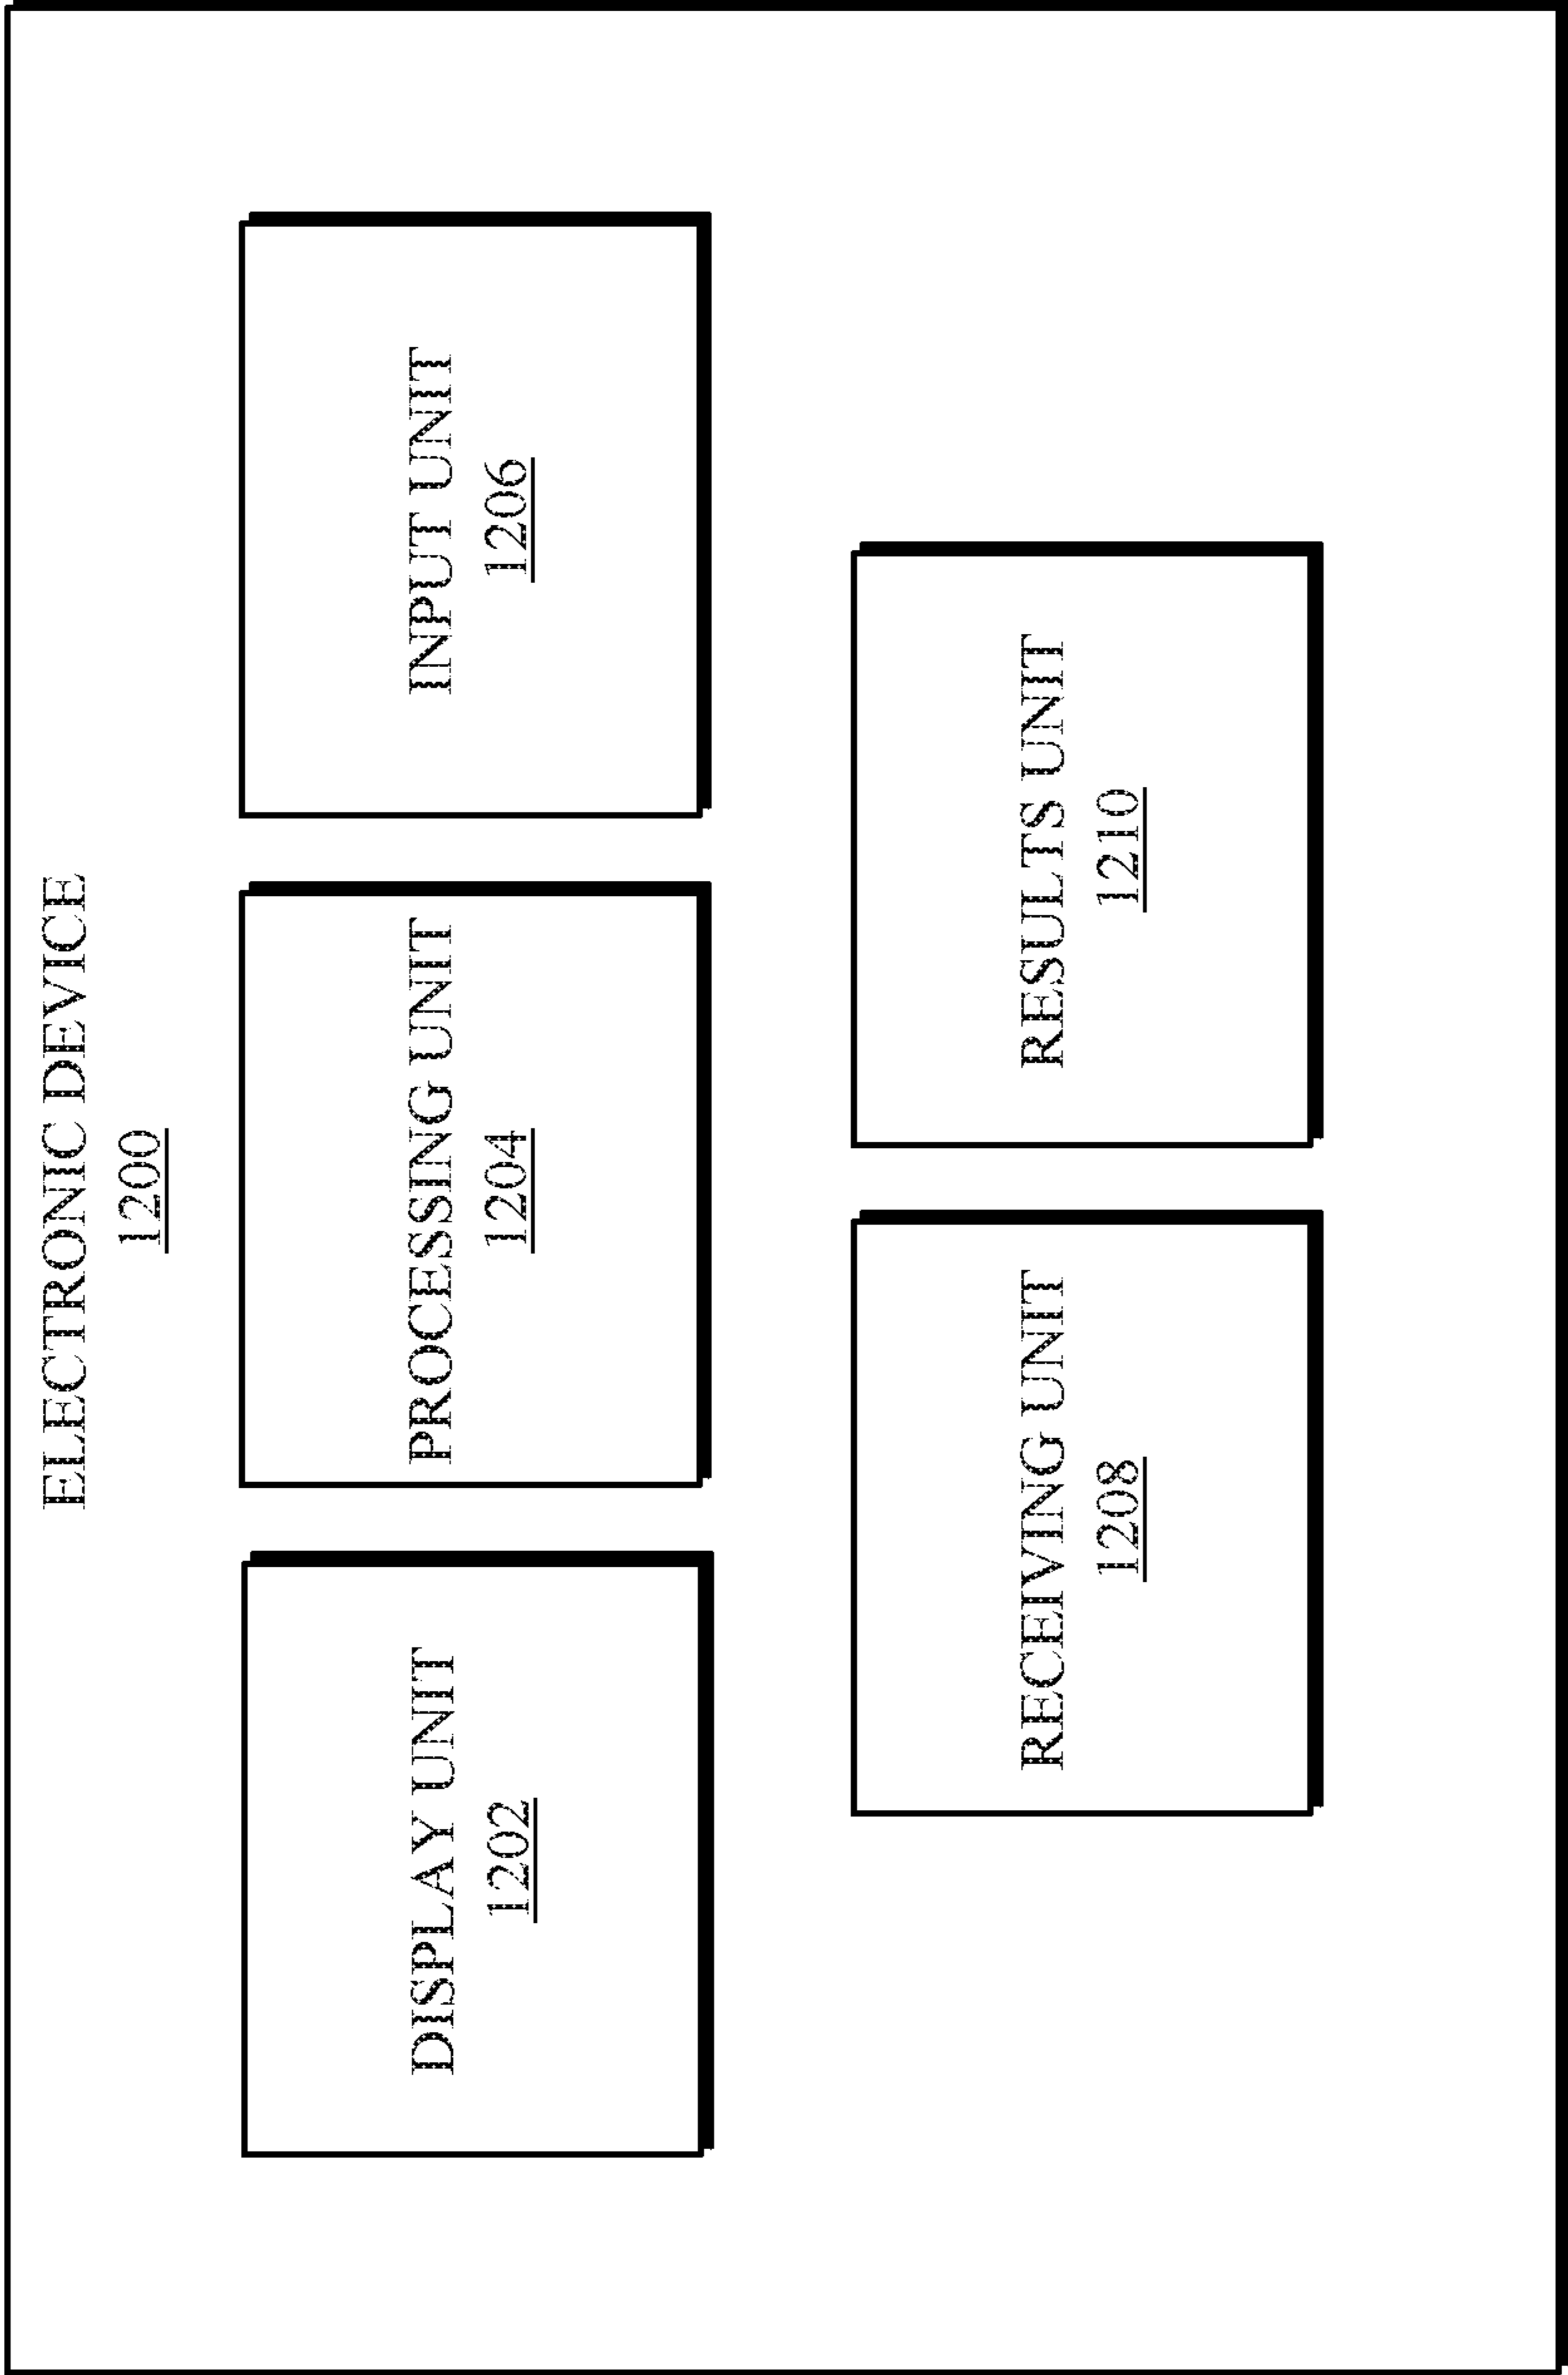 ELECTRONIC DEVICE
1200
DISPLAY UNIT
1202
PROCESSING UNIT
1204
INPUT UNIT
1206
RECEIVING UNIT
1208
RESULTS UNIT
1210